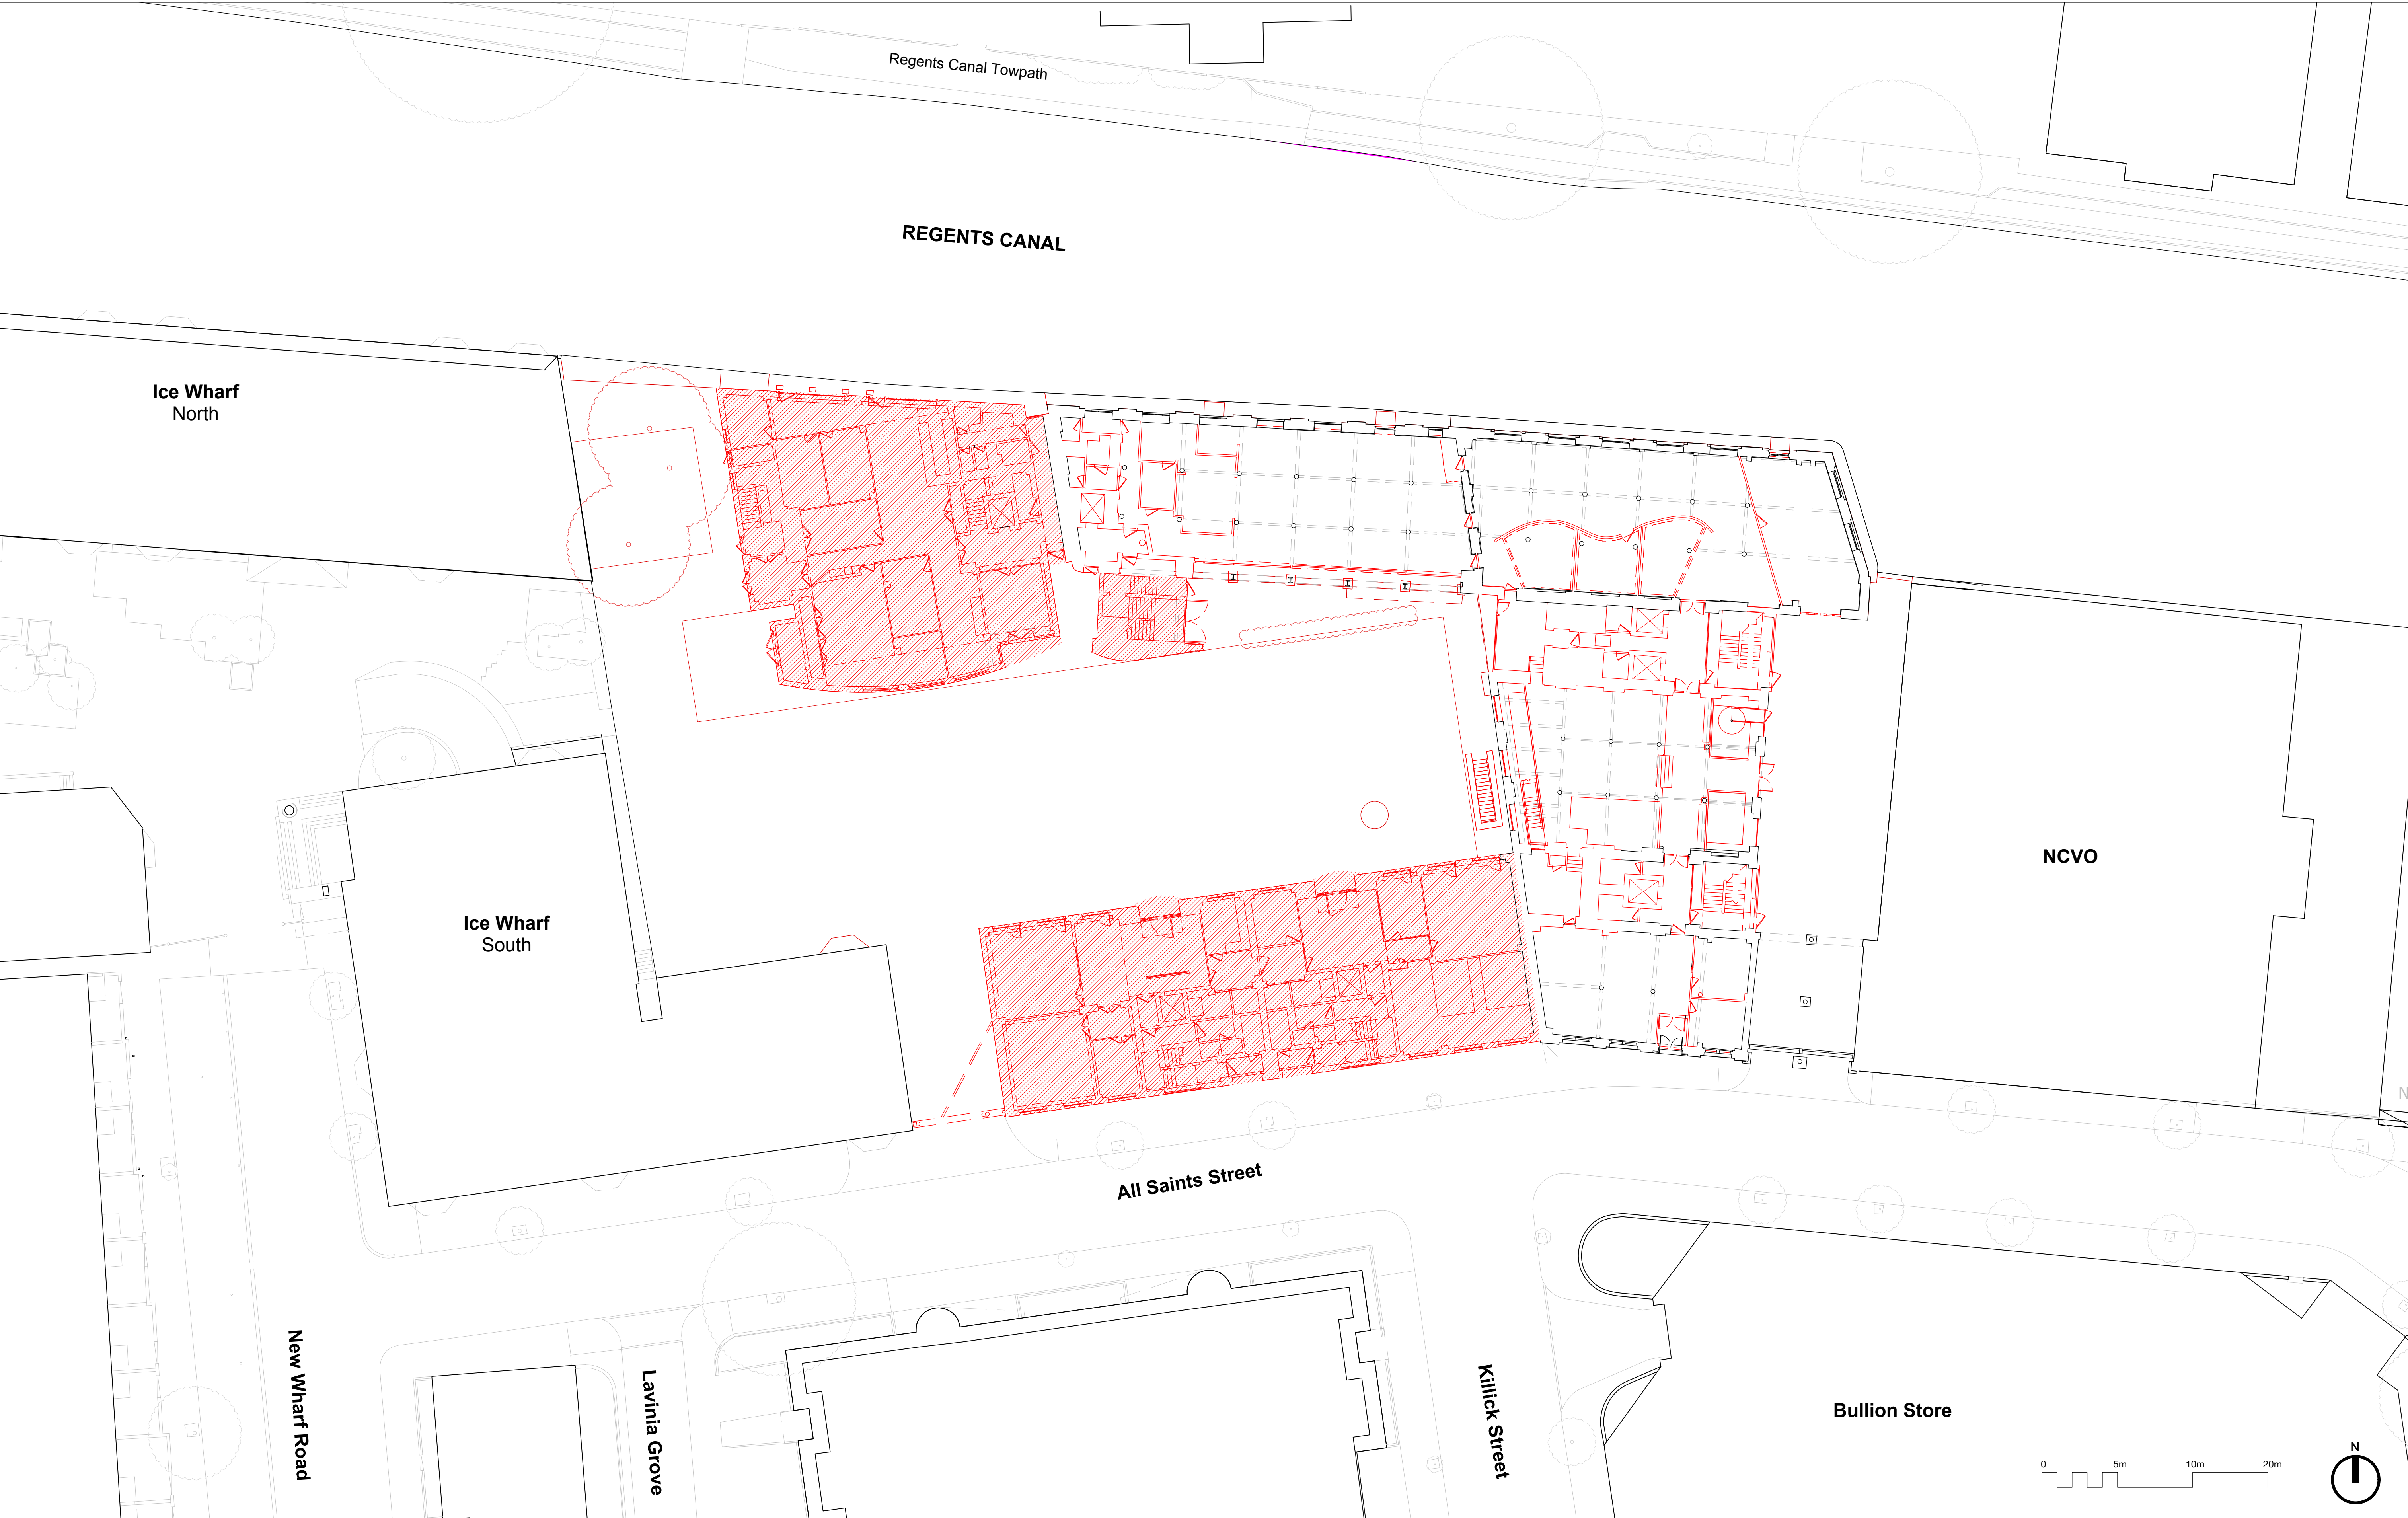 Regents Canal Towpath
REGENTS CANAL
Ice Wharf
North
Ice Wharf
South
NCVO
N
All Saints Street
New Wharf Road
Lavinia Grove
Killick Street
Bullion Store
0 5m 10m 20m
N